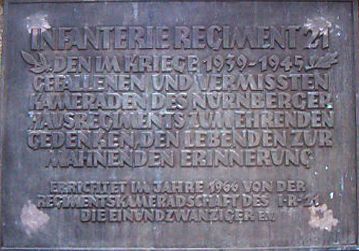 INFANTERIE REGIMENT 21
DEN IM KRIEGE 1939-1945
GEFALLENEN UND VERMISSTEN
KAMERADEN DES NÜRNBERGER
HAUSREGIMENTS ZUM EHRENDEN
GEDENKEN, DEN LEBENDEN ZUR
MAHNENDEN ERINNERUNG
ERRICHTET IM JAHRE 1966 VON DER
REGIMENTSKAMERADSCHAFT DES I-R-21
DIE EINUNDZWANZIGER E.V.